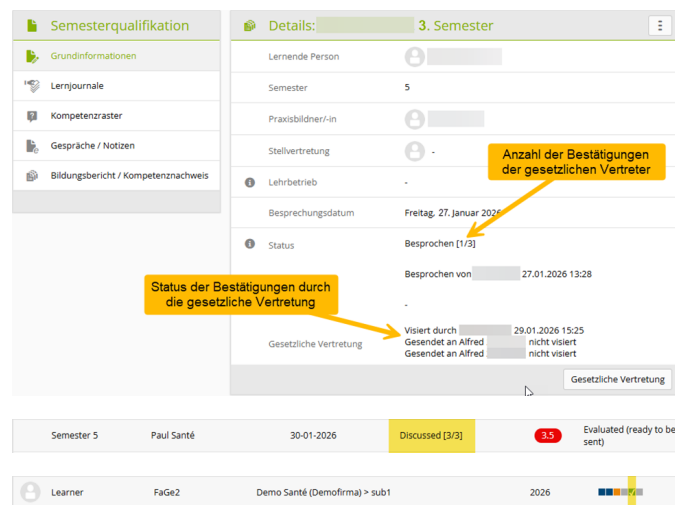 Semesterqualifikation
Grundinformationen
Lernjournale
Kompetenzraster
Gespräche / Notizen
Bildungsbericht / Kompetenznachweis
Details: 3. Semester
Lernende Person
Semester 5
Praxisbildner/-in
Stellvertretung -
Anzahl der Bestätigungen
der gesetzlichen Vertreter
Lehrbetrieb -
Besprechungsdatum Freitag, 27. Januar 2026
Status Besprochen [1/3]
Besprochen von 27.01.2026 13:28
-
Status der Bestätigungen durch
die gesetzliche Vertretung
Gesetzliche Vertretung
Visiert durch 29.01.2026 15:25
Gesendet an Alfred nicht visiert
Gesendet an Alfred nicht visiert
Gesetzliche Vertretung
Semester 5 Paul Santé 30-01-2026 Discussed [3/3] 3.5 Evaluated (ready to be
sent)
Learner FaGe2 Demo Santé (Demofirma) > sub1 2026